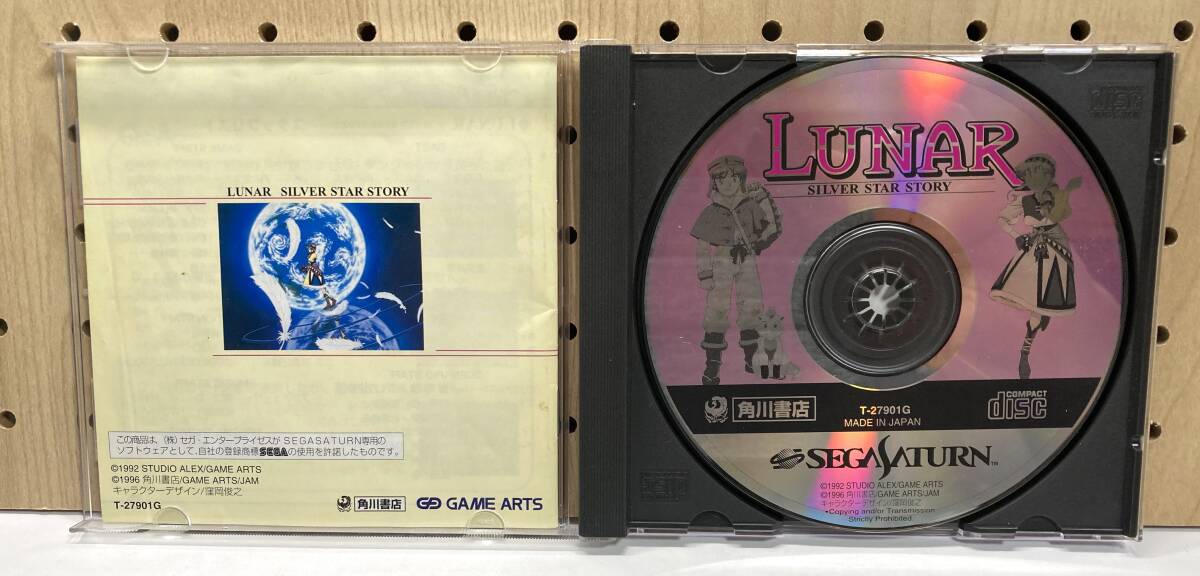 LUNAR SILVER STAR STORY
この商品は、(株)セガ・エンタープライゼスがSEGASATURN専用の
ソフトウェアとして、自社の登録商標SEGAの使用を許諾したものです。
©1992 STUDIO ALEX/GAME ARTS
©1996 角川書店/GAME ARTS/JAM
キャラクターデザイン/窪岡俊之
T-27901G
角川書店
GAME ARTS
LUNAR
SILVER STAR STORY
角川書店
T-27901G
MADE IN JAPAN
COMPACT
disc
SEGA SATURN™
©1992 STUDIO ALEX/GAME ARTS
©1996 角川書店/GAME ARTS/JAM
キャラクターデザイン/窪岡俊之
•Copying and/or Transmission
Strictly Prohibited.